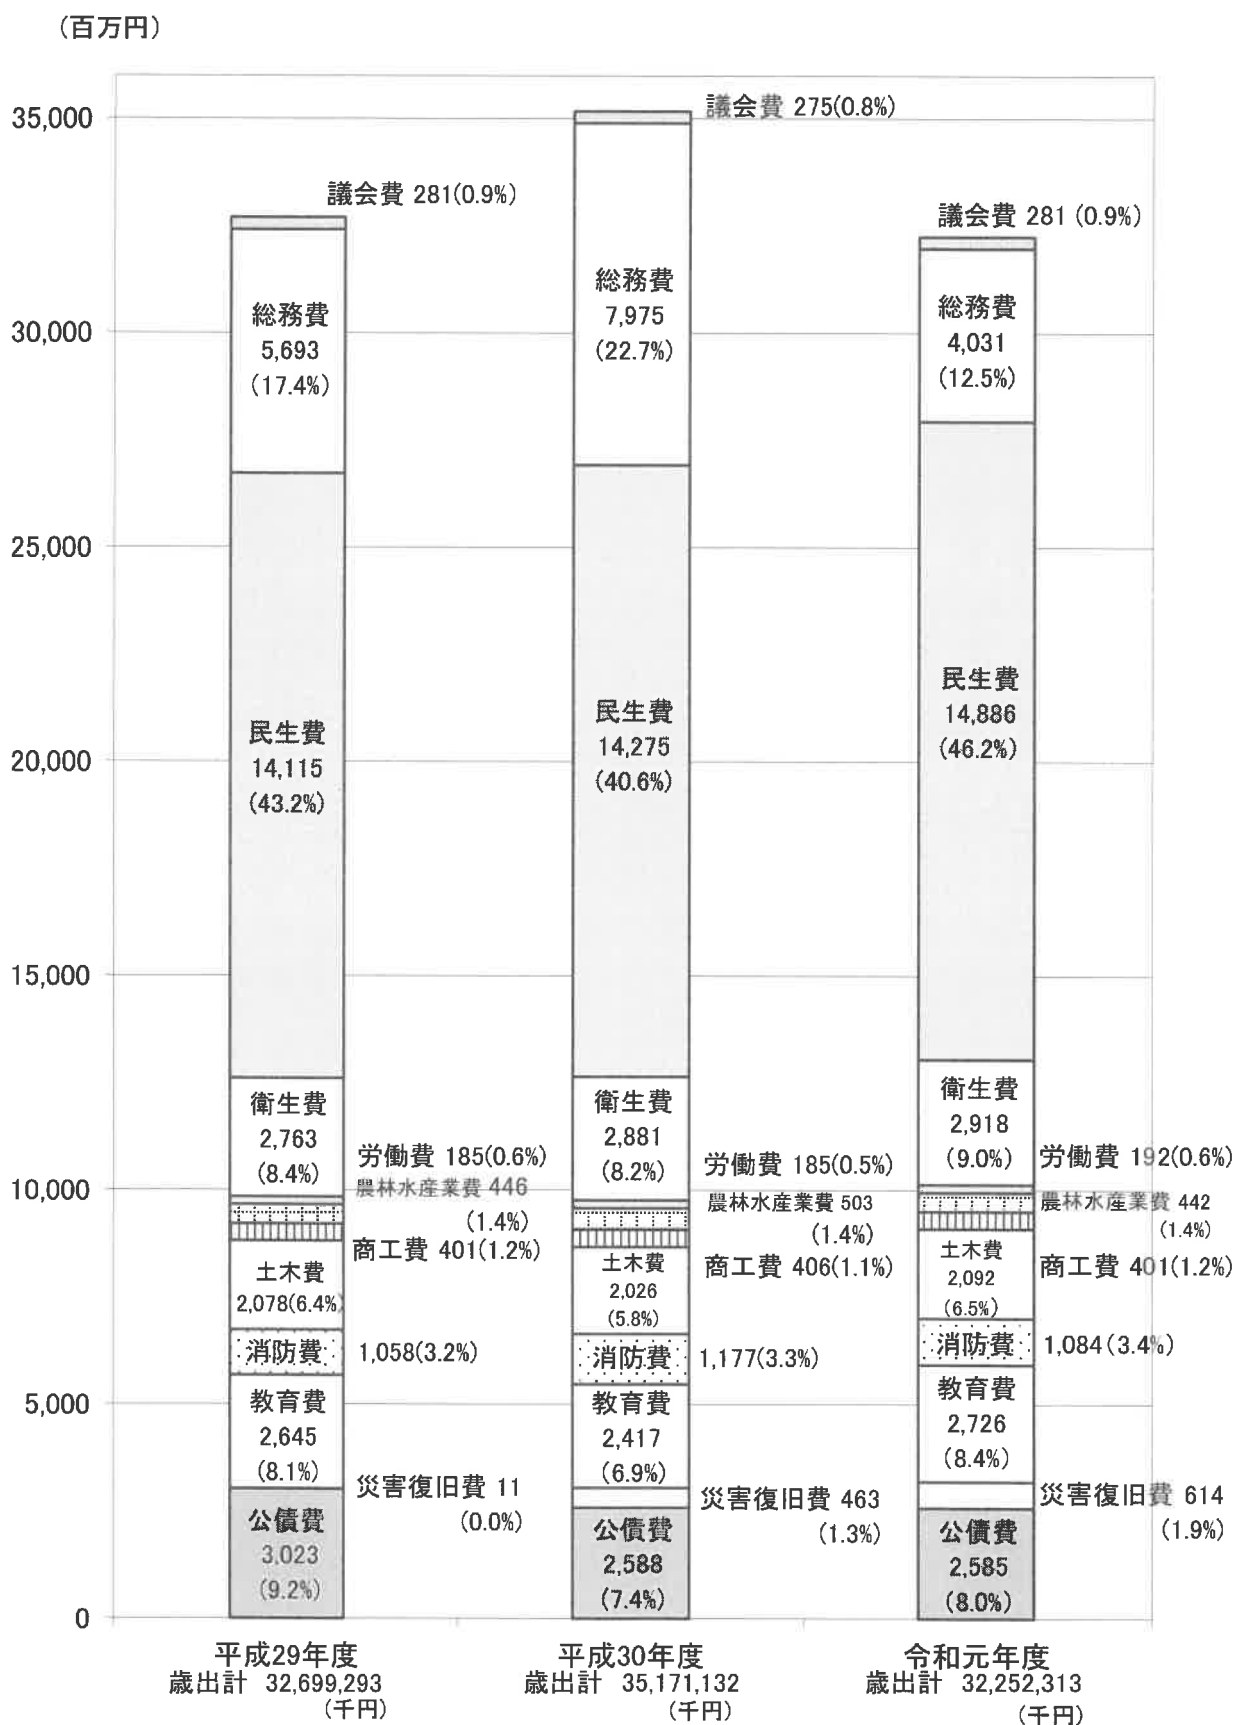 (百万円)
35,000
30,000
25,000
20,000
15,000
10,000
5,000
0
議会費 281(0.9%)
総務費
5,693
(17.4%)
民生費
14,115
(43.2%)
衛生費
2,763
(8.4%)
労働費 185(0.6%)
農林水産業費 446
(1.4%)
商工費 401(1.2%)
土木費
2,078(6.4%)
消防費
1,058(3.2%)
教育費
2,645
(8.1%)
災害復旧費 11
(0.0%)
公債費
3,023
(9.2%)
平成29年度
歳出計 32,699,293
(千円)
議会費 275(0.8%)
総務費
7,975
(22.7%)
民生費
14,275
(40.6%)
衛生費
2,881
(8.2%)
労働費 185(0.5%)
農林水産業費 503
(1.4%)
商工費 406(1.1%)
土木費
2,026
(5.8%)
消防費
1,177(3.3%)
教育費
2,417
(6.9%)
災害復旧費 463
(1.3%)
公債費
2,588
(7.4%)
平成30年度
歳出計 35,171,132
(千円)
議会費 281 (0.9%)
総務費
4,031
(12.5%)
民生費
14,886
(46.2%)
衛生費
2,918
(9.0%)
労働費 192(0.6%)
農林水産業費 442
(1.4%)
商工費 401(1.2%)
土木費
2,092
(6.5%)
消防費
1,084(3.4%)
教育費
2,726
(8.4%)
災害復旧費 614
(1.9%)
公債費
2,585
(8.0%)
令和元年度
歳出計 32,252,313
(千円)